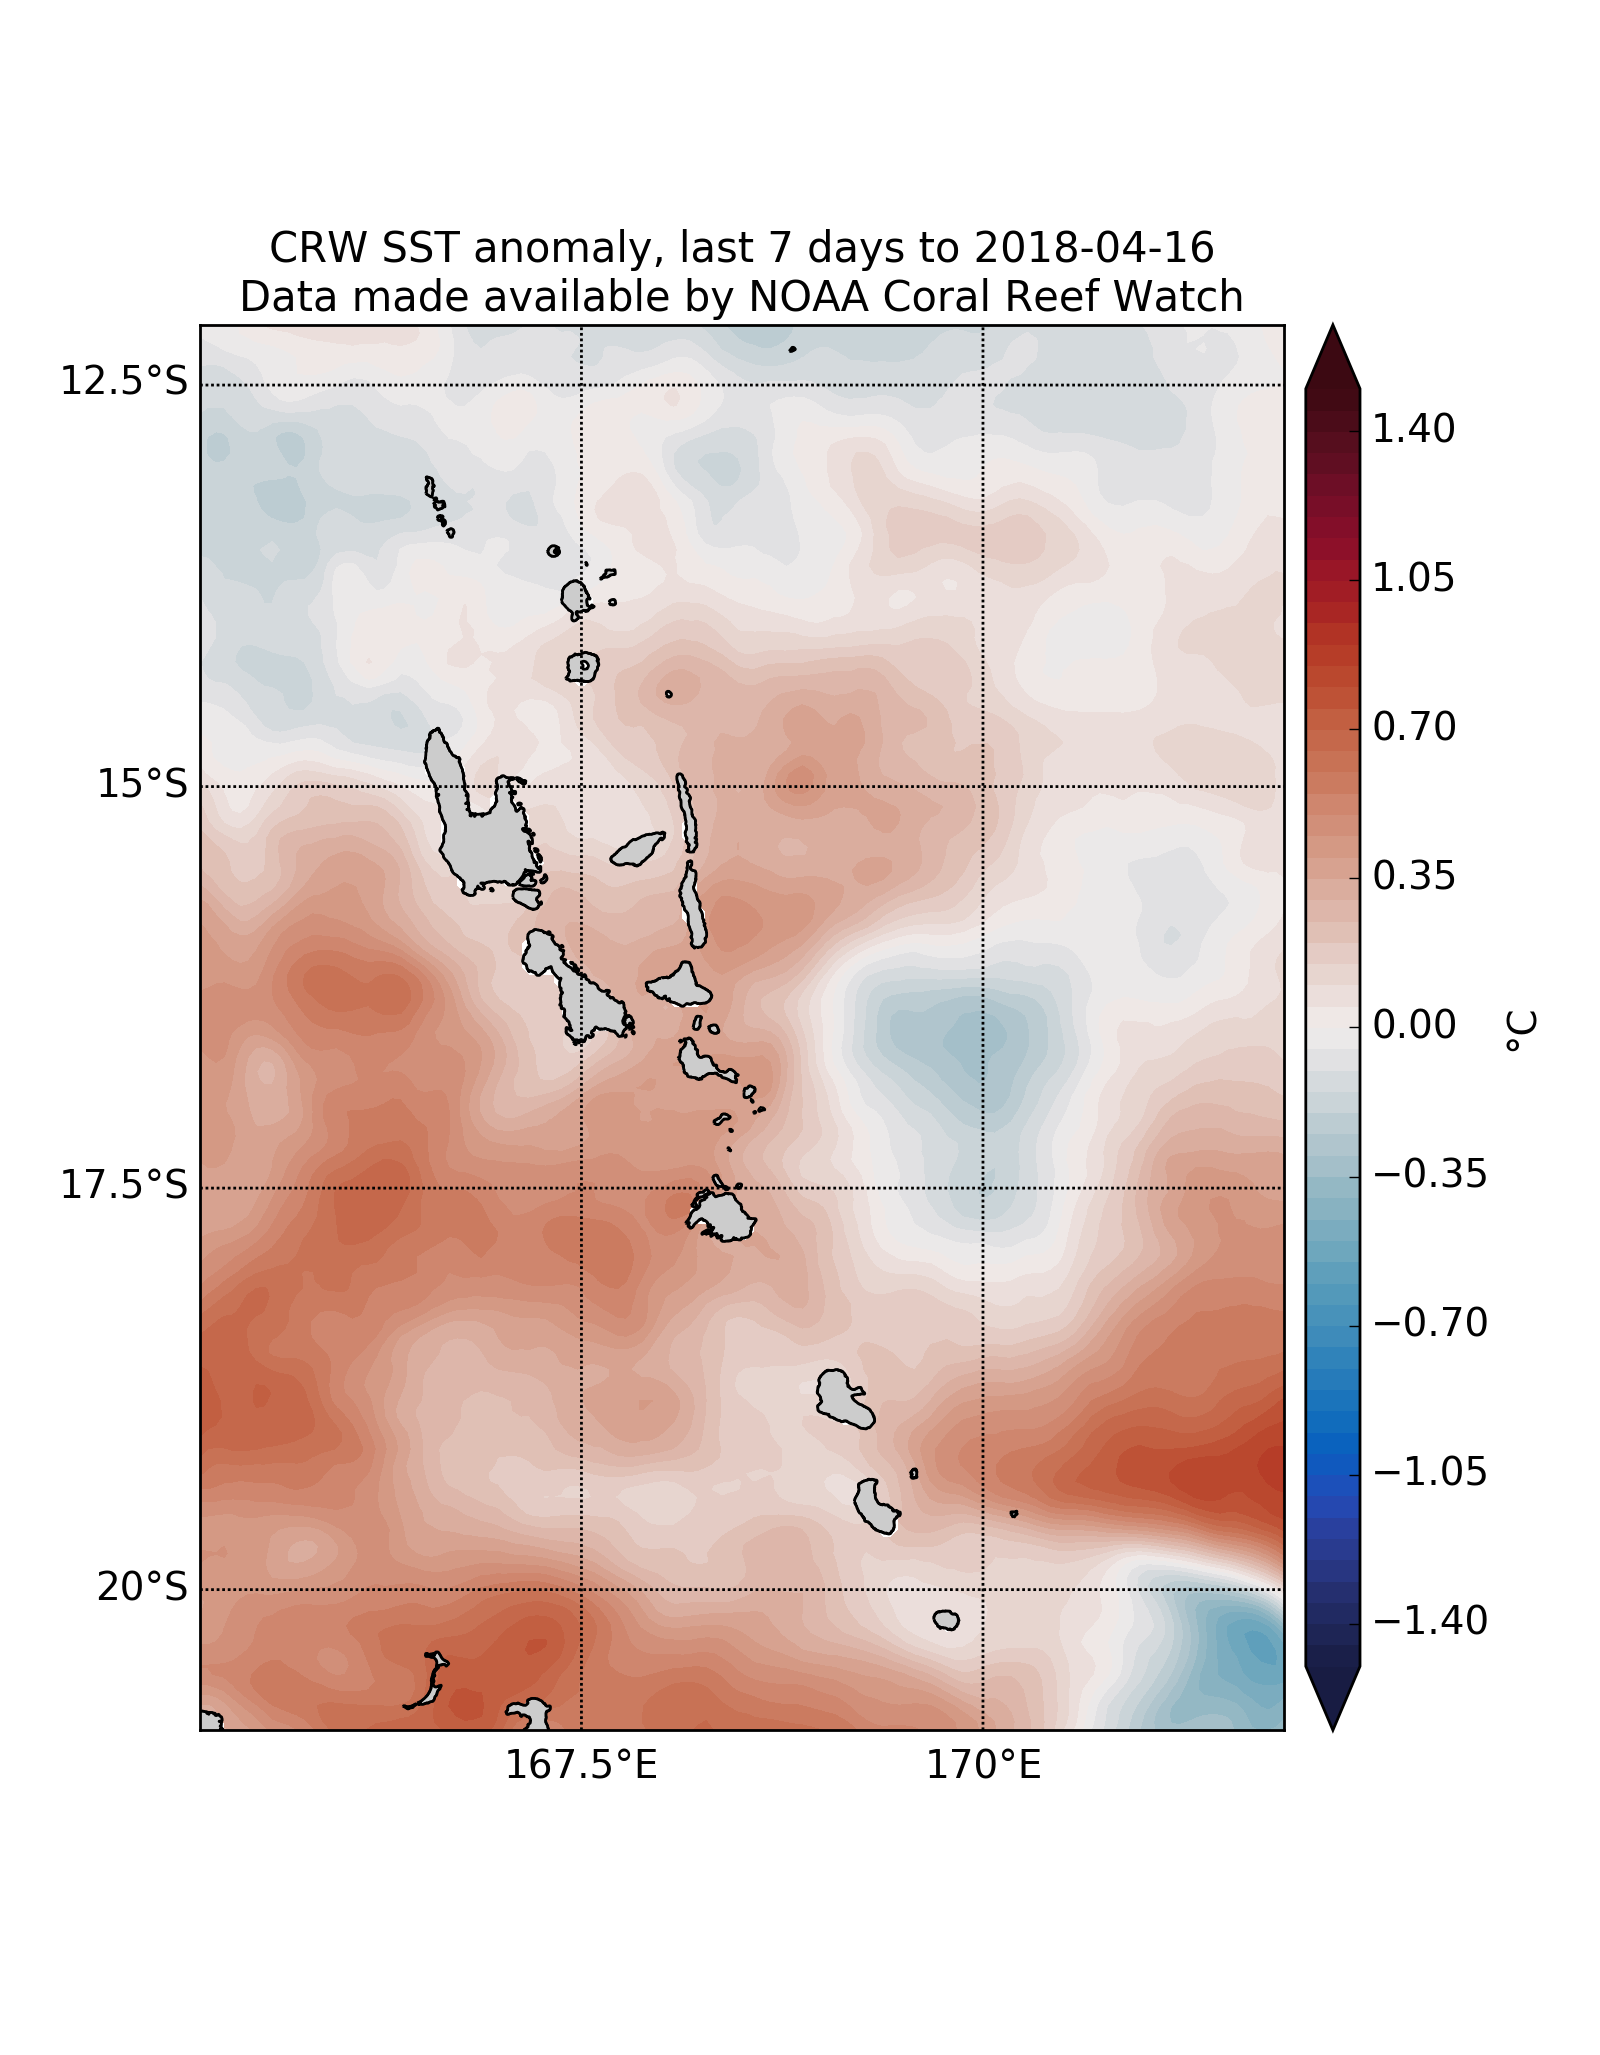 CRW SST anomaly, last 7 days to 2018-04-16
Data made available by NOAA Coral Reef Watch
12.5°S
15°S
17.5°S
20°S
167.5°E
170°E
1.40
1.05
0.70
0.35
0.00
−0.35
−0.70
−1.05
−1.40
°C